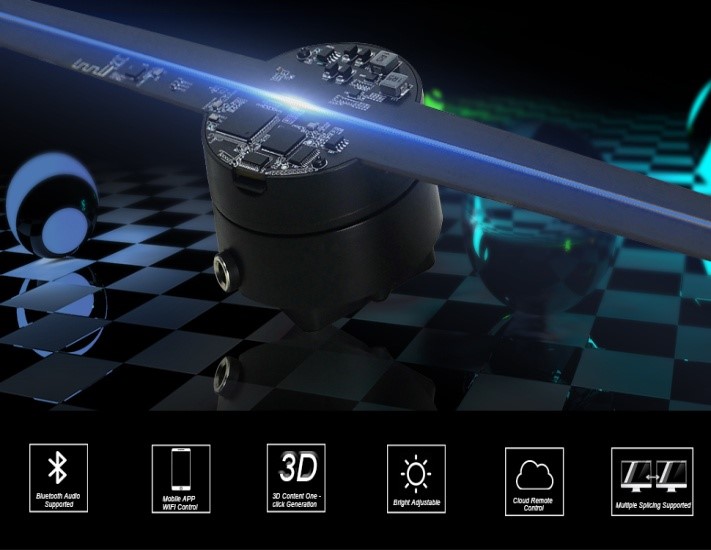 3D
Bluetooth Audio
Supported
Mobile APP
WIFI Control
3D Content One -
click Generation
Bright Adjustable
Cloud Remote
Control
Multiple Splicing Supported